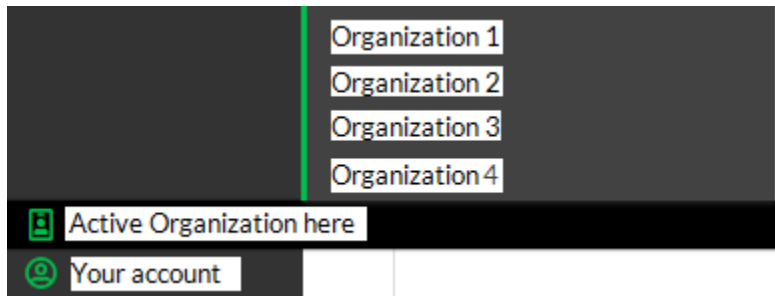 Organization 1
Organization 2
Organization 3
Organization 4
Active Organization here
Your account